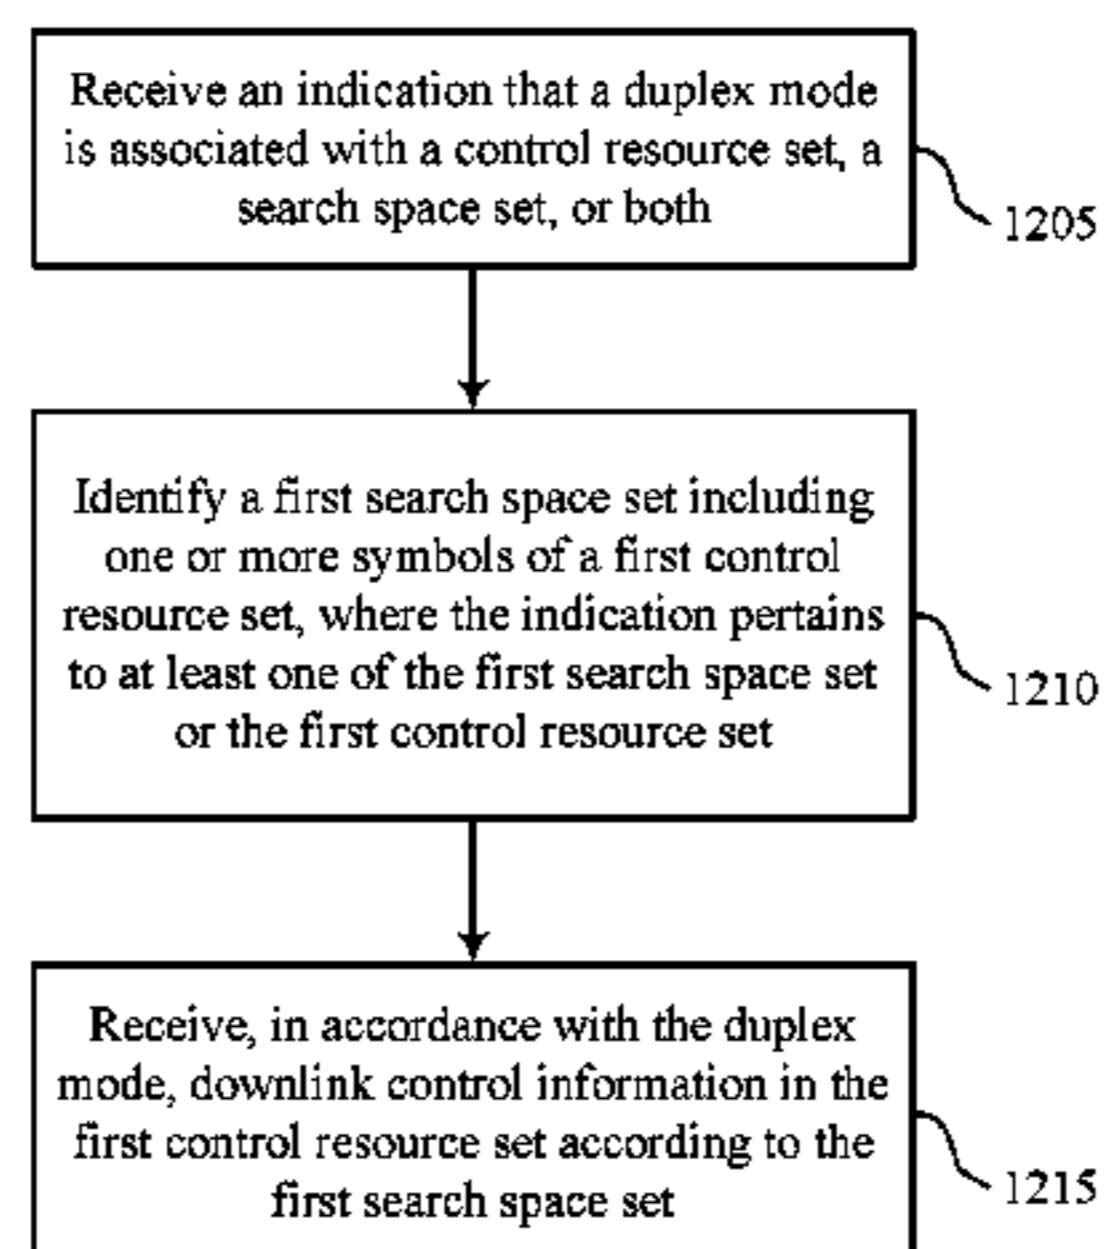 Receive an indication that a duplex mode
is associated with a control resource set, a
search space set, or both
1205
Identify a first search space set including
one or more symbols of a first control
resource set, where the indication pertains
to at least one of the first search space set
or the first control resource set
1210
Receive, in accordance with the duplex
mode, downlink control information in the
first control resource set according to the
first search space set
1215